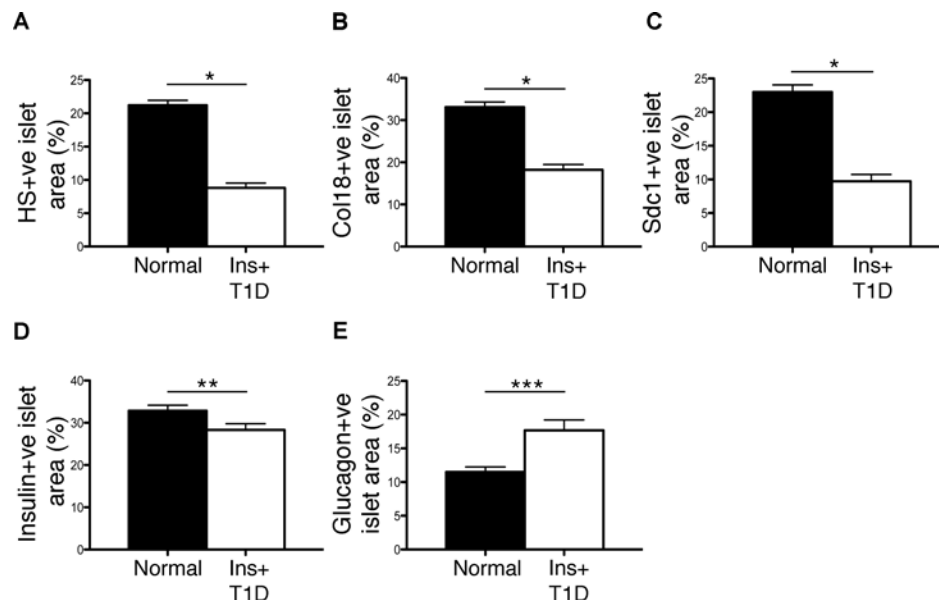 A
HS+ve islet
area (%)
25
20
15
10
5
0
*
Normal
Ins+
T1D
B
Col18+ve islet
area (%)
40
30
20
10
0
*
Normal
Ins+
T1D
C
Sdc1+ve islet
area (%)
25
20
15
10
5
0
*
Normal
Ins+
T1D
D
Insulin+ve islet
area (%)
40
30
20
10
0
**
Normal
Ins+
T1D
E
Glucagon+ve
islet area (%)
25
20
15
10
5
0
***
Normal
Ins+
T1D